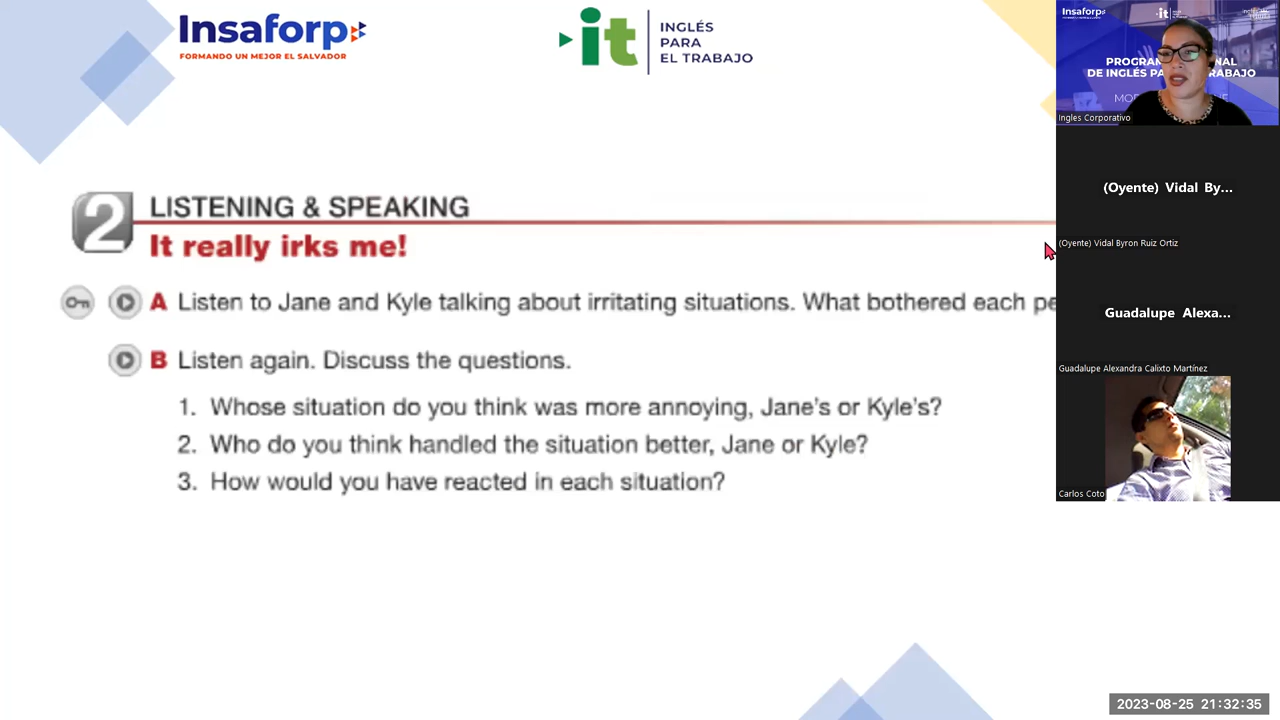 Insaforp
FORMANDO UN MEJOR EL SALVADOR
it
INGLÉS
PARA
EL TRABAJO
2
LISTENING & SPEAKING
It really irks me!
A Listen to Jane and Kyle talking about irritating situations. What bothered each
B Listen again. Discuss the questions.
1. Whose situation do you think was more annoying, Jane's or Kyle's?
2. Who do you think handled the situation better, Jane or Kyle?
3. How would you have reacted in each situation?
Insaforp
it
Ingles Corporativo
(Oyente) Vidal By...
(Oyente) Vidal Byron Ruiz Ortiz
Guadalupe Alexa...
Guadalupe Alexandra Calixto Martínez
Carlos Coto
2023-08-25 21:32:35